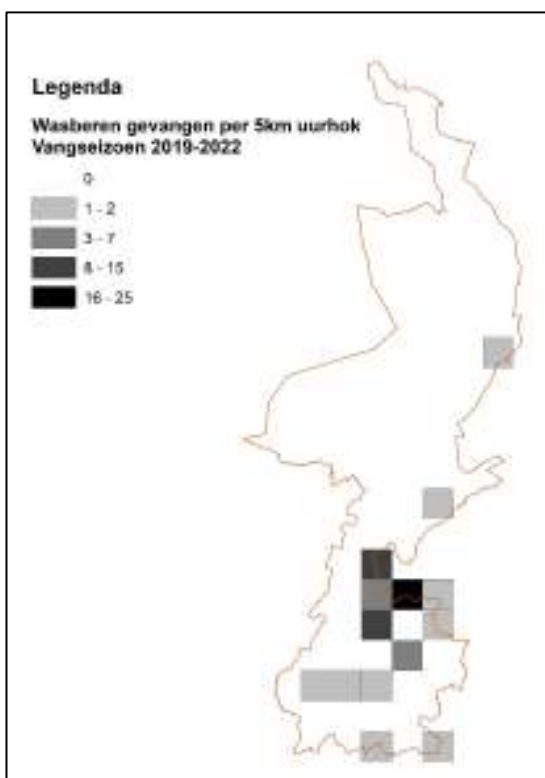 Legenda
Wasberen gevangen per 5km uurhok
Vangseizoen 2019-2022
0
1 - 2
3 - 7
8 - 15
16 - 25